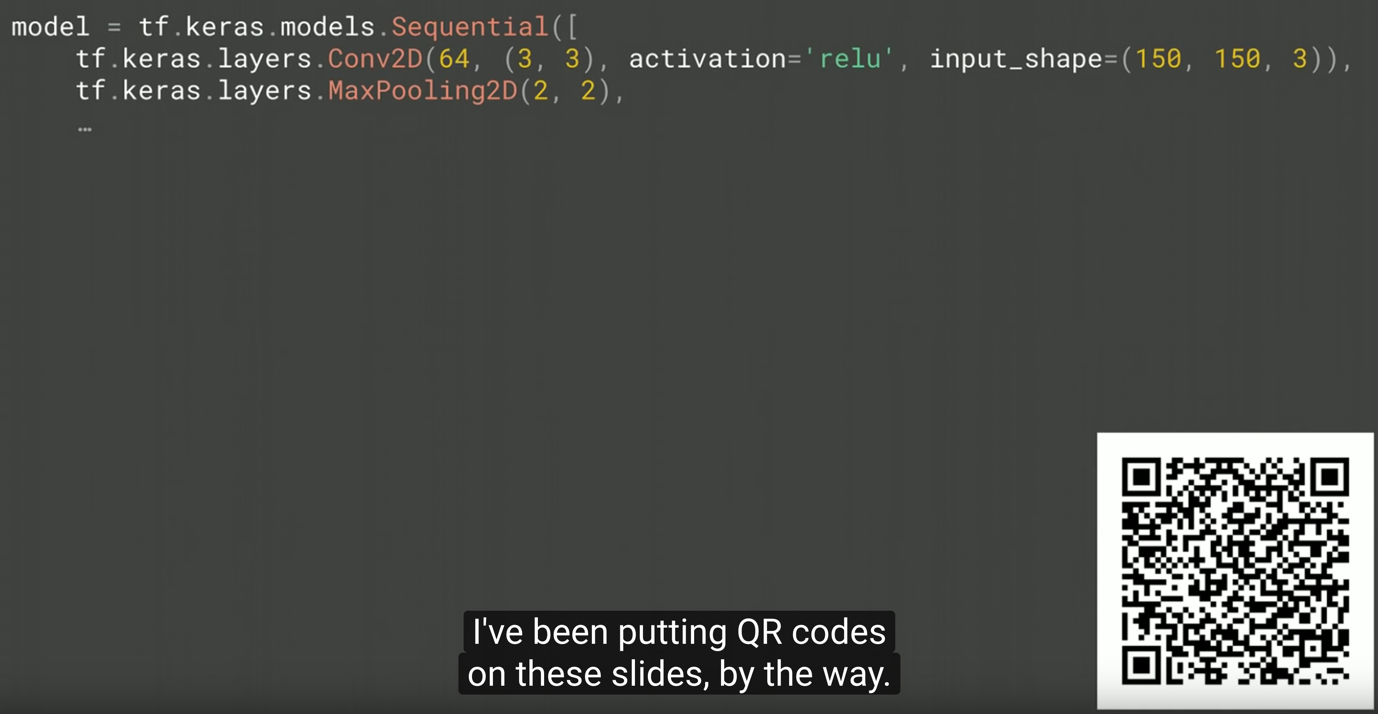 model = tf.keras.models.Sequential([
    tf.keras.layers.Conv2D(64, (3, 3), activation='relu', input_shape=(150, 150, 3)),
    tf.keras.layers.MaxPooling2D(2, 2),
    …
I've been putting QR codes
on these slides, by the way.